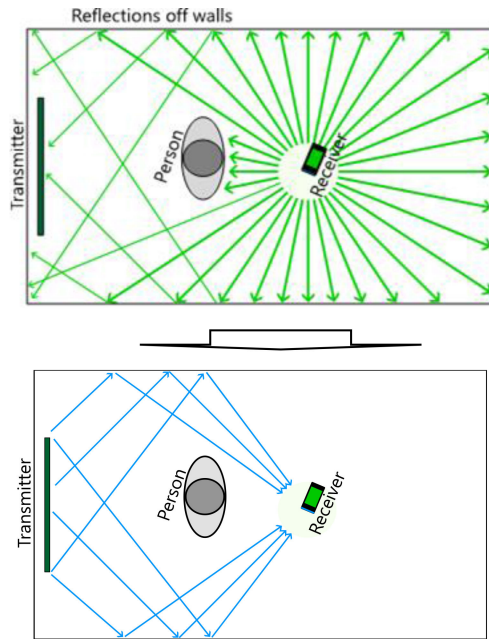 Reflections off walls
Transmitter
Person
Receiver
Transmitter
Person
Receiver